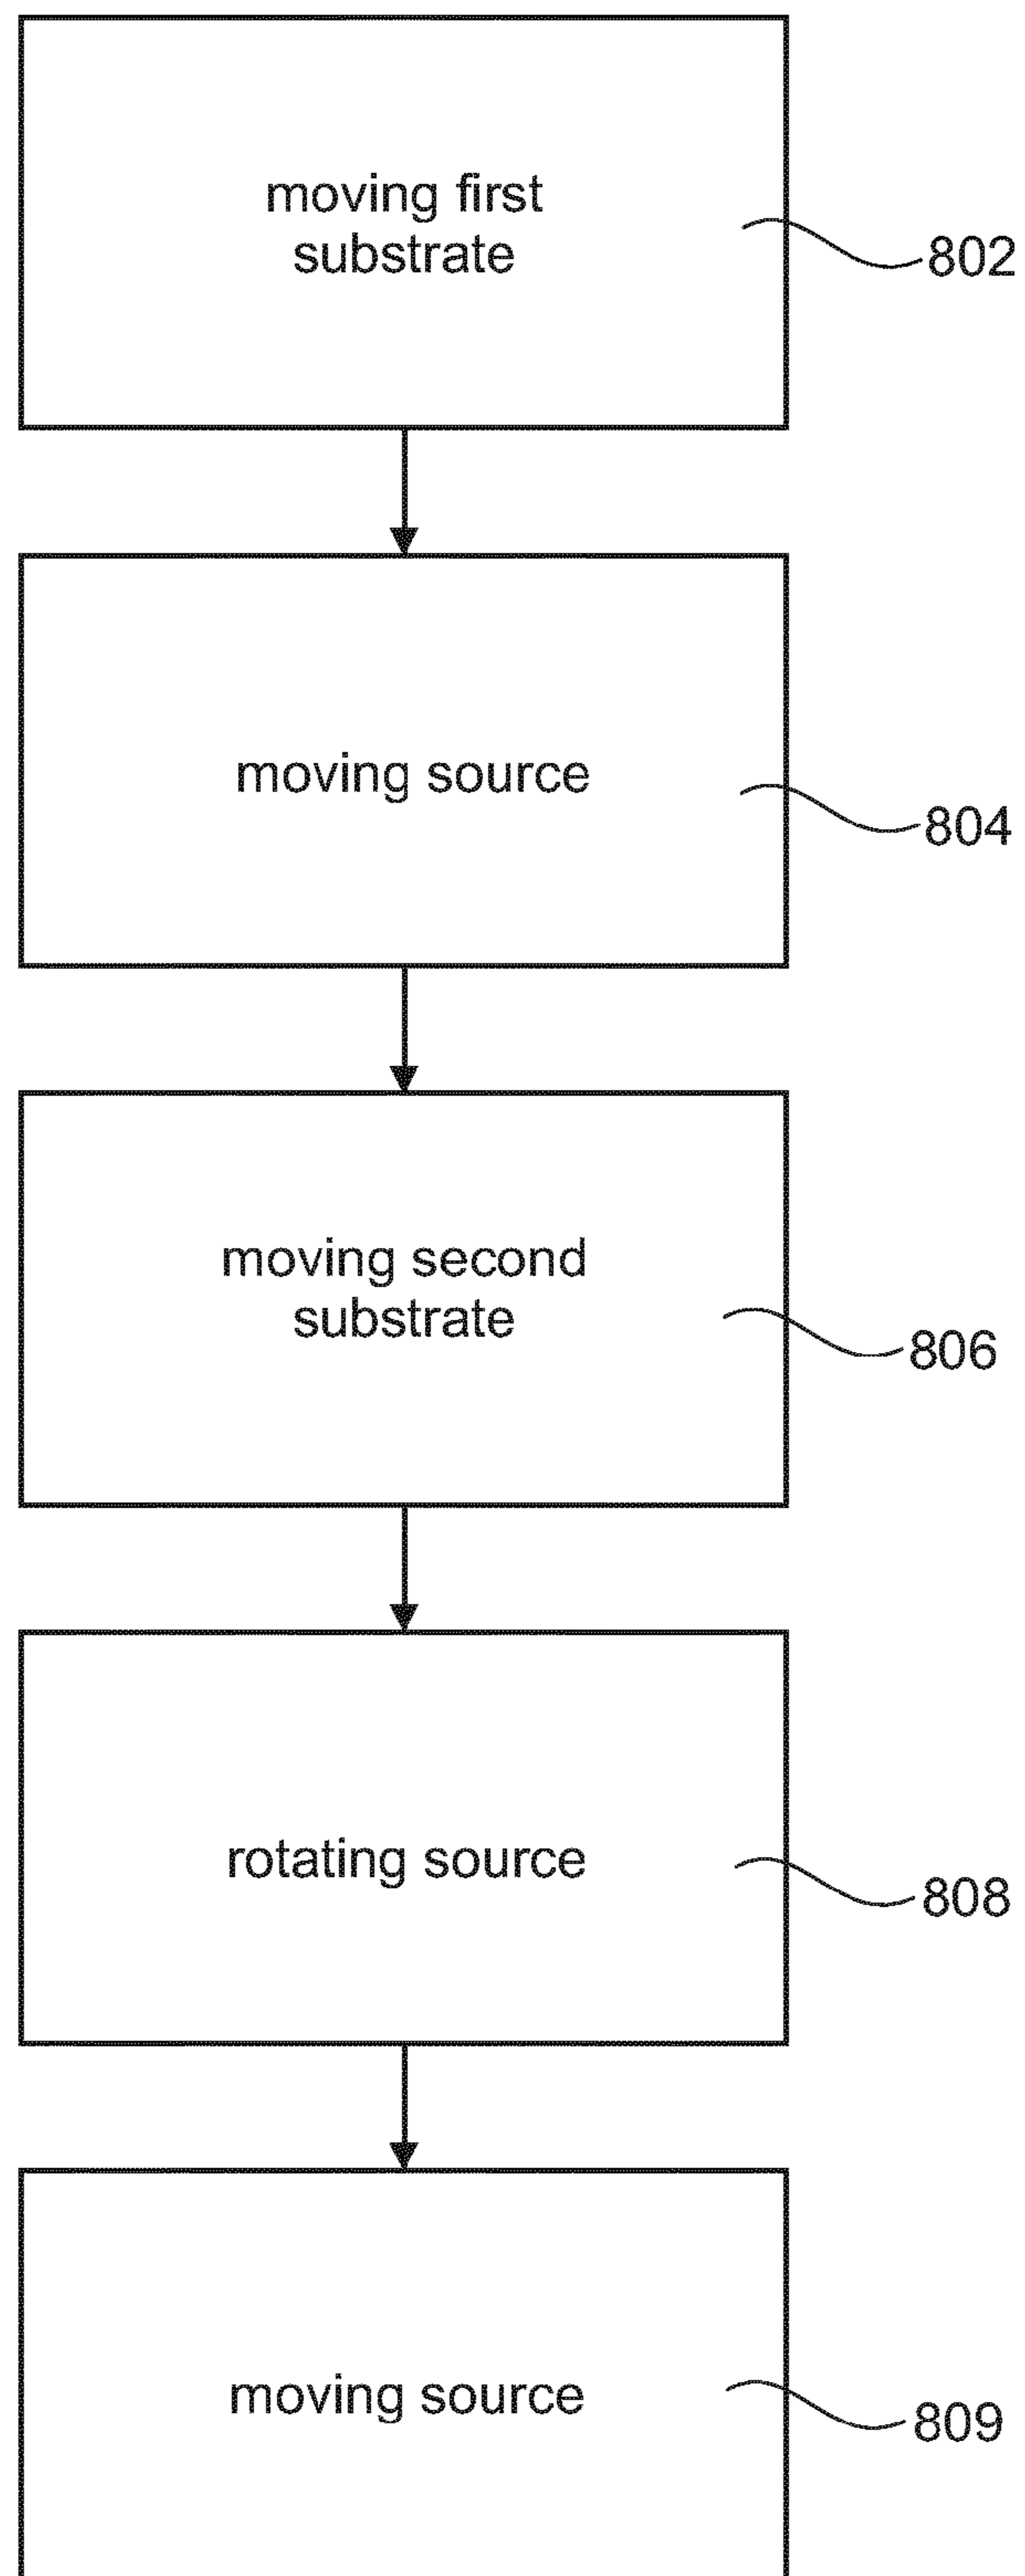 moving first
substrate
802
moving source
804
moving second
substrate
806
rotating source
808
moving source
809